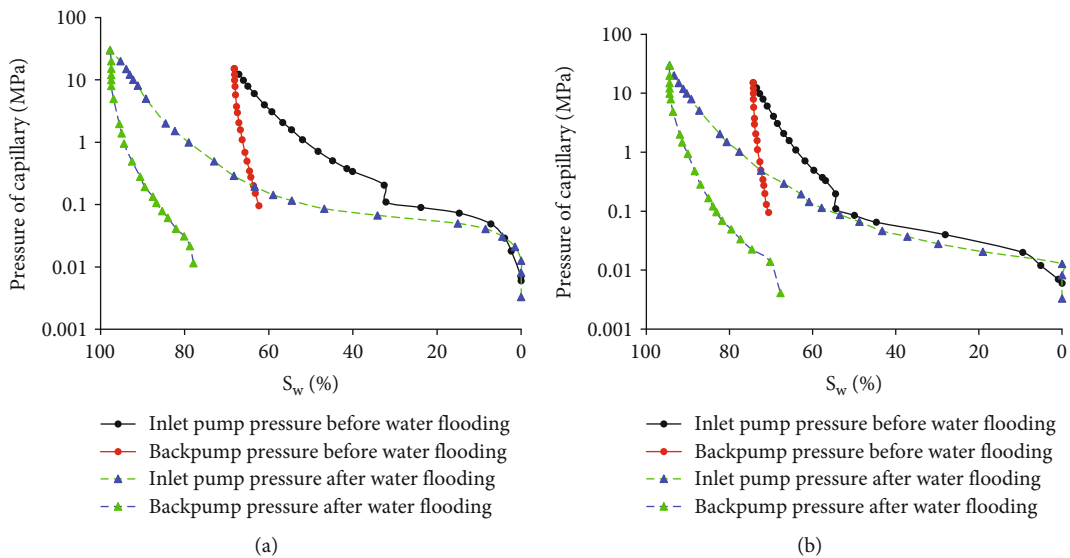 Pressure of capillary (MPa)
100
10
1
0.1
0.01
0.001
100
80
60
40
20
0
S_w (%)
Inlet pump pressure before water flooding
Backpump pressure before water flooding
Inlet pump pressure after water flooding
Backpump pressure after water flooding
(a)
Pressure of capillary (MPa)
100
10
1
0.1
0.01
0.001
100
80
60
40
20
0
S_w (%)
Inlet pump pressure before water flooding
Backpump pressure before water flooding
Inlet pump pressure after water flooding
Backpump pressure after water flooding
(b)